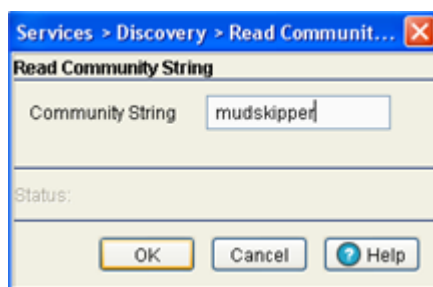 Services > Discovery > Read Communit...
Read Community String
Community String mudskipper
Status:
OK Cancel Help